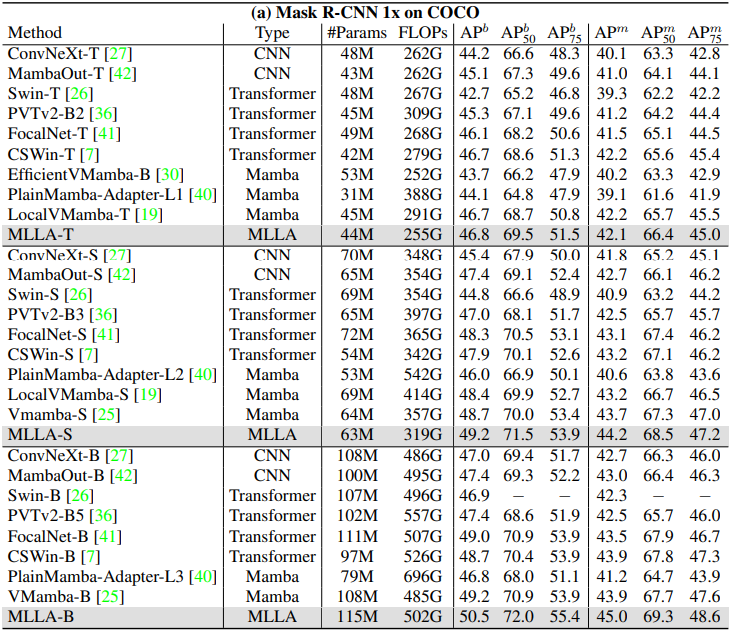 (a) Mask R-CNN 1x on COCO
Method Type #Params FLOPs AP^b AP^b_50 AP^b_75 AP^m AP^m_50 AP^m_75
ConvNeXt-T [27] CNN 48M 262G 44.2 66.6 48.3 40.1 63.3 42.8
MambaOut-T [42] CNN 43M 262G 45.1 67.3 49.6 41.0 64.1 44.1
Swin-T [26] Transformer 48M 267G 42.7 65.2 46.8 39.3 62.2 42.2
PVTv2-B2 [36] Transformer 45M 309G 45.3 67.1 49.6 41.2 64.2 44.4
FocalNet-T [41] Transformer 49M 268G 46.1 68.2 50.6 41.5 65.1 44.5
CSWin-T [7] Transformer 42M 279G 46.7 68.6 51.3 42.2 65.6 45.4
EfficientVMamba-B [30] Mamba 53M 252G 43.7 66.2 47.9 40.2 63.3 42.9
PlainMamba-Adapter-L1 [40] Mamba 31M 388G 44.1 64.8 47.9 39.1 61.6 41.9
LocalVMamba-T [19] Mamba 45M 291G 46.7 68.7 50.8 42.2 65.7 45.5
MLLA-T MLLA 44M 255G 46.8 69.5 51.5 42.1 66.4 45.0
ConvNeXt-S [27] CNN 70M 348G 45.4 67.9 50.0 41.8 65.2 45.1
MambaOut-S [42] CNN 65M 354G 47.4 69.1 52.4 42.7 66.1 46.2
Swin-S [26] Transformer 69M 354G 44.8 66.6 48.9 40.9 63.2 44.2
PVTv2-B3 [36] Transformer 65M 397G 47.0 68.1 51.7 42.5 65.7 45.7
FocalNet-S [41] Transformer 72M 365G 48.3 70.5 53.1 43.1 67.4 46.2
CSWin-S [7] Transformer 54M 342G 47.9 70.1 52.6 43.2 67.1 46.2
PlainMamba-Adapter-L2 [40] Mamba 53M 542G 46.0 66.9 50.1 40.6 63.8 43.6
LocalVMamba-S [19] Mamba 69M 414G 48.4 69.9 52.7 43.2 66.7 46.5
Vmamba-S [25] Mamba 64M 357G 48.7 70.0 53.4 43.7 67.3 47.0
MLLA-S MLLA 63M 319G 49.2 71.5 53.9 44.2 68.5 47.2
ConvNeXt-B [27] CNN 108M 486G 47.0 69.4 51.7 42.7 66.3 46.0
MambaOut-B [42] CNN 100M 495G 47.4 69.3 52.2 43.0 66.4 46.3
Swin-B [26] Transformer 107M 496G 46.9 – – 42.3 – –
PVTv2-B5 [36] Transformer 102M 557G 47.4 68.6 51.9 42.5 65.7 46.0
FocalNet-B [41] Transformer 111M 507G 49.0 70.9 53.9 43.5 67.9 46.7
CSWin-B [7] Transformer 97M 526G 48.7 70.4 53.9 43.9 67.8 47.3
PlainMamba-Adapter-L3 [40] Mamba 79M 696G 46.8 68.0 51.1 41.2 64.7 43.9
VMamba-B [25] Mamba 108M 485G 49.2 70.9 53.9 43.9 67.7 47.6
MLLA-B MLLA 115M 502G 50.5 72.0 55.4 45.0 69.3 48.6